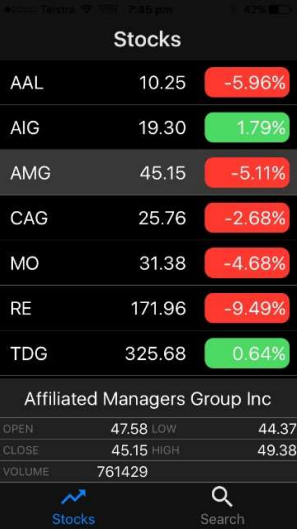 Telstra 7:45 pm 42%
Stocks
AAL 10.25 -5.96%
AIG 19.30 1.79%
AMG 45.15 -5.11%
CAG 25.76 -2.68%
MO 31.38 -4.68%
RE 171.96 -9.49%
TDG 325.68 0.64%
Affiliated Managers Group Inc
OPEN 47.58 LOW 44.37
CLOSE 45.15 HIGH 49.38
VOLUME 761429
Stocks Search